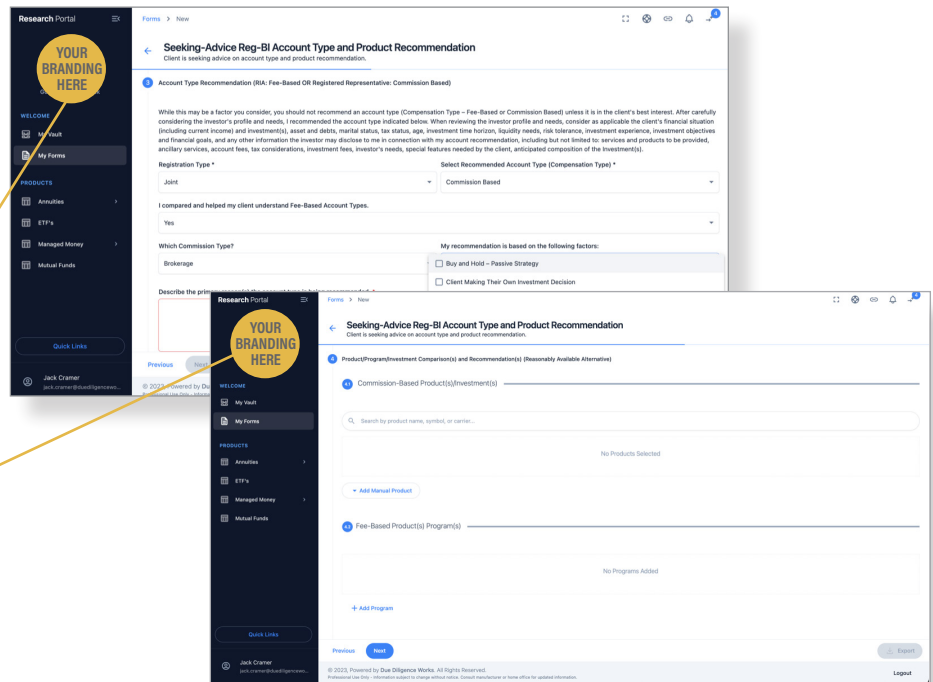 Research Portal
YOUR
BRANDING
HERE
WELCOME
My Vault
My Forms
PRODUCTS
Annuities
ETF's
Managed Money
Mutual Funds
Quick Links
Jack Cramer
jack.cramer@duediligencewo...
Forms > New
4
Seeking-Advice Reg-BI Account Type and Product Recommendation
Client is seeking advice on account type and product recommendation.
3 Account Type Recommendation (RIA: Fee-Based OR Registered Representative: Commission Based)
While this may be a factor you consider, you should not recommend an account type (Compensation Type – Fee-Based or Commission Based) unless it is in the client's best interest. After carefully
considering the investor's profile and needs, I recommended the account type indicated below. When reviewing the investor profile and needs, consider as applicable the client's financial situation
(including current income) and investment(s), asset and debts, marital status, tax status, age, investment time horizon, liquidity needs, risk tolerance, investment experience, investment objectives
and financial goals, and any other information the investor may disclose to me in connection with my account recommendation, including but not limited to: services and products to be provided,
ancillary services, account fees, tax considerations, investment fees, investor's needs, special features needed by the client, anticipated composition of the Investment(s).
Registration Type * Select Recommended Account Type (Compensation Type) *
Joint Commission Based
I compared and helped my client understand Fee-Based Account Types.
Yes
Which Commission Type? My recommendation is based on the following factors:
Brokerage Buy and Hold – Passive Strategy
Client Making Their Own Investment Decision
Describe the primary
Previous Next
© 2023, Powered by Du
Research Portal
YOUR
BRANDING
HERE
WELCOME
My Vault
My Forms
PRODUCTS
Annuities
ETF's
Managed Money
Mutual Funds
Quick Links
Jack Cramer
jack.cramer@duediligencewo...
Forms > New
4
Seeking-Advice Reg-BI Account Type and Product Recommendation
Client is seeking advice on account type and product recommendation.
4 Product/Program/Investment Comparison(s) and Recommendation(s) (Reasonably Available Alternative)
4.1 Commission-Based Product(s)/Investment(s)
Search by product name, symbol, or carrier...
No Products Selected
+ Add Manual Product
Fee-Based Product(s) Program(s)
No Programs Added
+ Add Program
Previous Next Export
© 2023, Powered by Due Diligence Works. All Rights Reserved.
Professional Use Only - Information subject to change without notice. Consult manufacturer or home office for updated information.
Logout